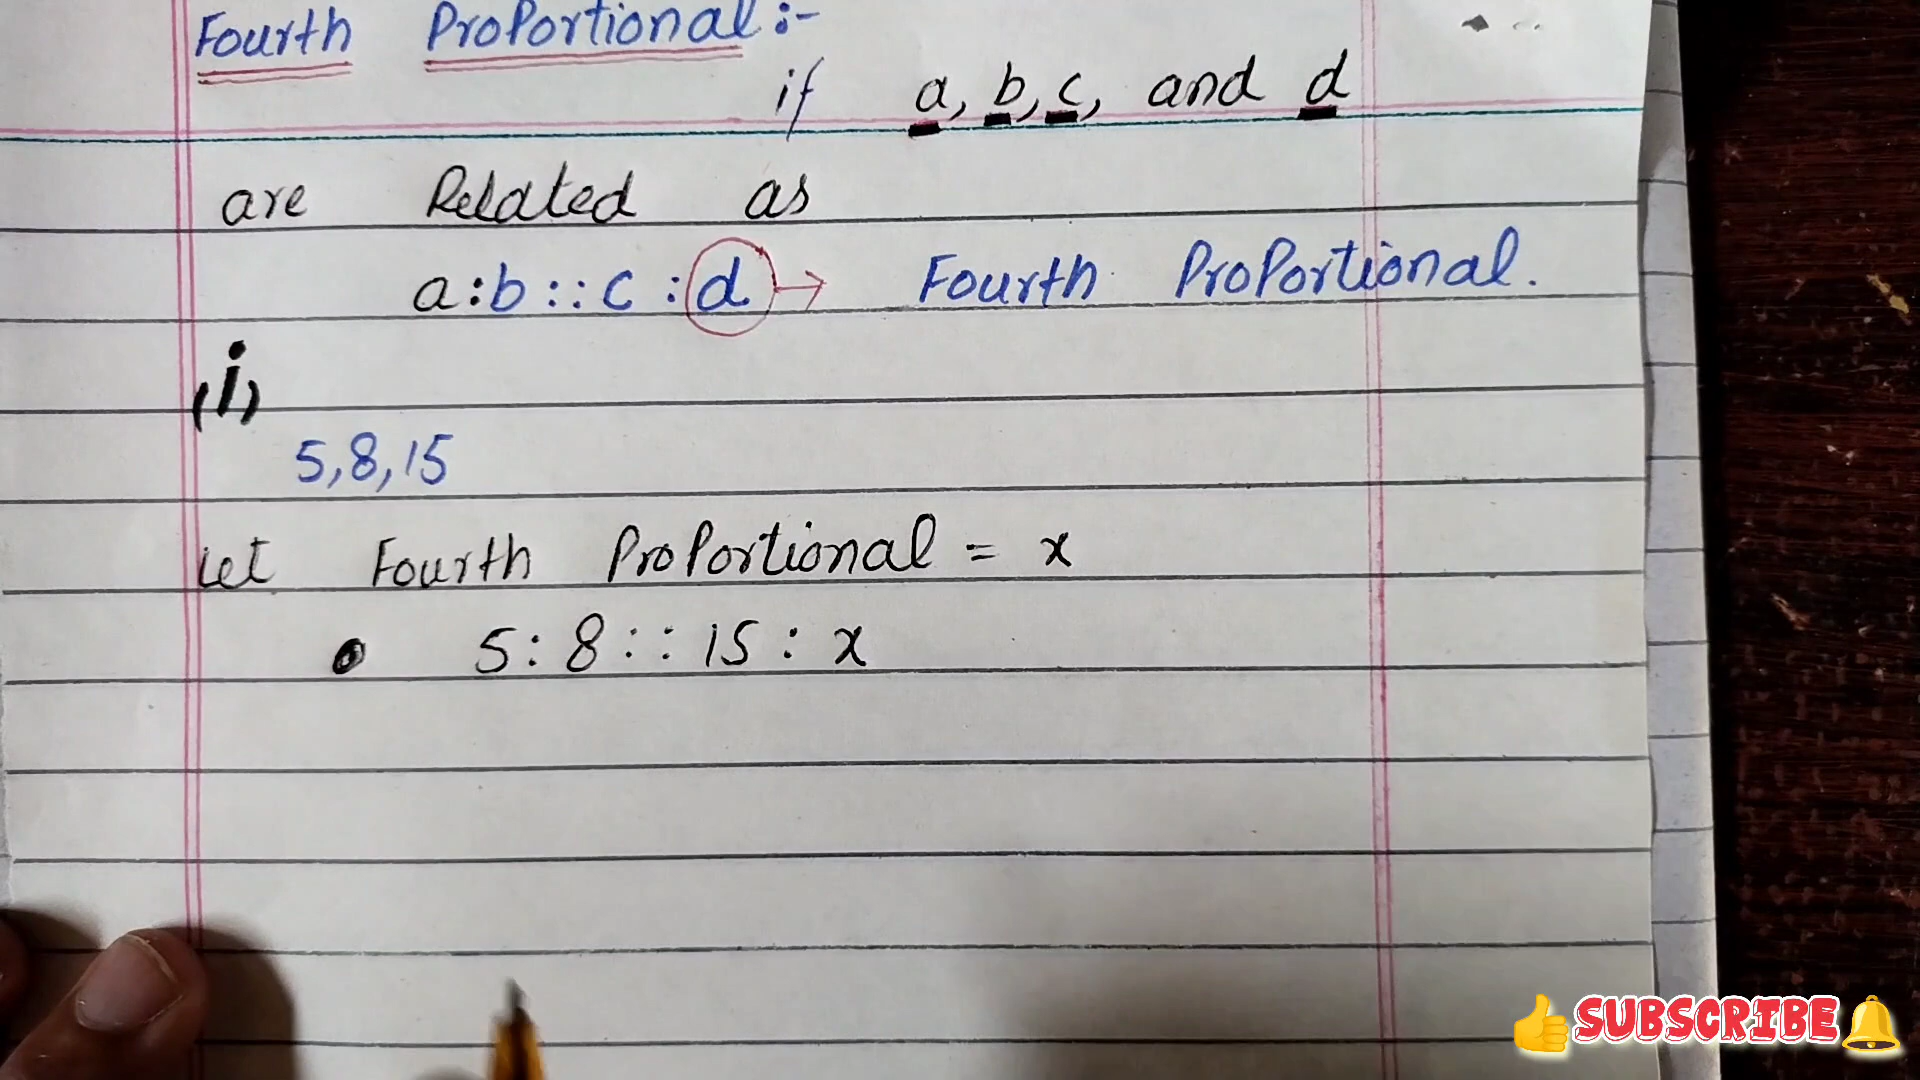 Fourth Proportional :-
if a, b, c, and d
are Related as
a : b :: c : d → Fourth Proportional.
(i)
5, 8, 15
Let Fourth Proportional = x
5 : 8 :: 15 : x
👍SUBSCRIBE🔔